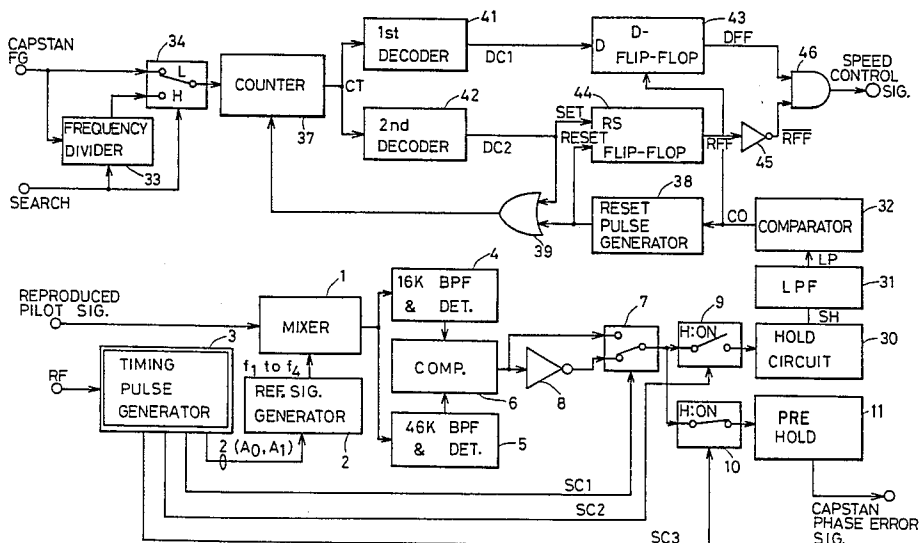 CAPSTAN
FG
34
L
H
COUNTER
37
CT
41
1st
DECODER
DC1
43
D
D-
FLIP-FLOP
DFF
46
SPEED
CONTROL
SIG.
FREQUENCY
DIVIDER
33
SEARCH
42
2nd
DECODER
DC2
SET
RESET
44
RS
FLIP-FLOP
RFF
45
RFF
39
38
RESET
PULSE
GENERATOR
CO
32
COMPARATOR
LP
31
LPF
SH
30
HOLD
CIRCUIT
REPRODUCED
PILOT SIG.
1
MIXER
4
16K BPF
& DET.
COMP.
6
8
7
9
H:ON
3
RF
TIMING
PULSE
GENERATOR
f1 to f4
REF. SIG.
GENERATOR
2
2 (A0, A1)
46K BPF
& DET.
5
H:ON
10
PRE
HOLD
11
SC1
SC2
SC3
CAPSTAN
PHASE ERROR
SIG.